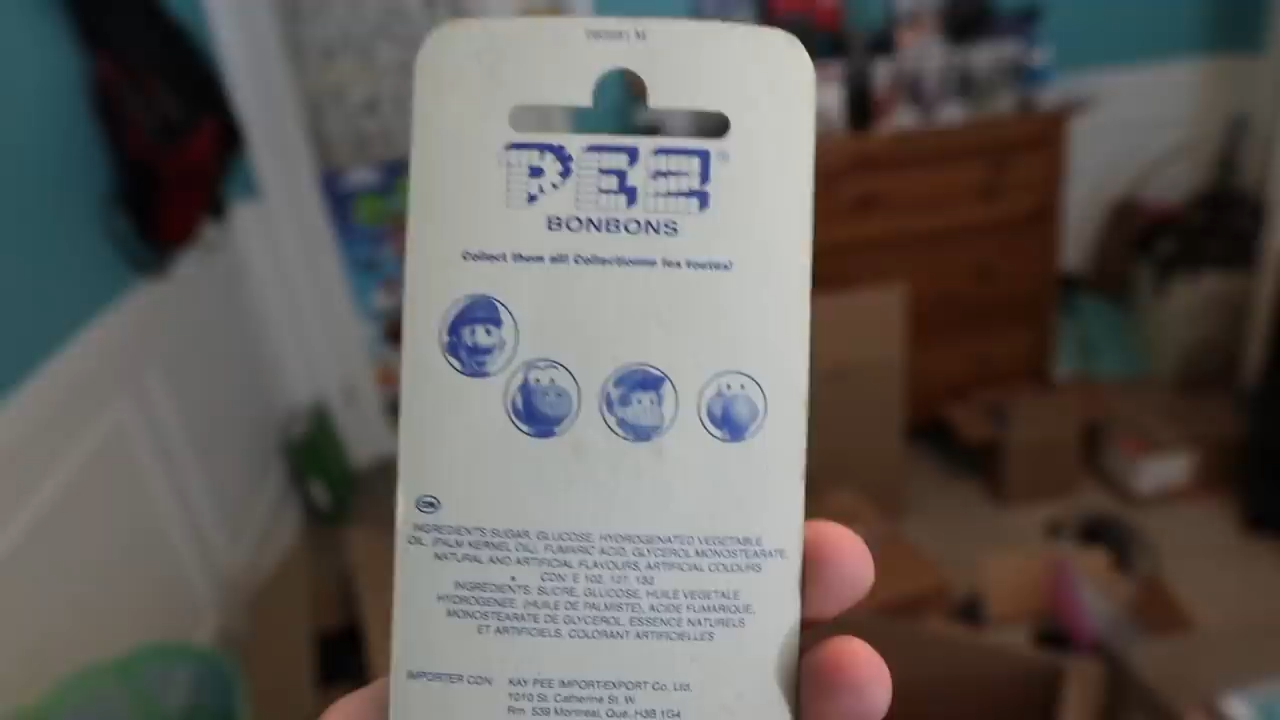 PEZ®
BONBONS
Collect them all! Collectionne les toutes!
INGREDIENTS SUGAR, GLUCOSE, HYDROGENATED VEGETABLE
OIL, (PALM KERNEL OIL), FUMARIC ACID, GLYCEROL MONOSTEARATE,
NATURAL AND ARTIFICIAL FLAVOURS, ARTIFICIAL COLOURS
CDN: E 102, 127, 132
INGREDIENTS: SUCRE, GLUCOSE, HUILE VEGETALE
HYDROGENEE, (HUILE DE PALMISTE), ACIDE FUMARIQUE,
MONOSTEARATE DE GLYCEROL, ESSENCE NATURELS
ET ARTIFICIELS, COLORANT ARTIFICIELLES
IMPORTER CDN: KAY PEE IMPORT-EXPORT Co. Ltd.
1010 St. Catherine St. W
Rm. 539 Montréal, Que. H3B 1G4